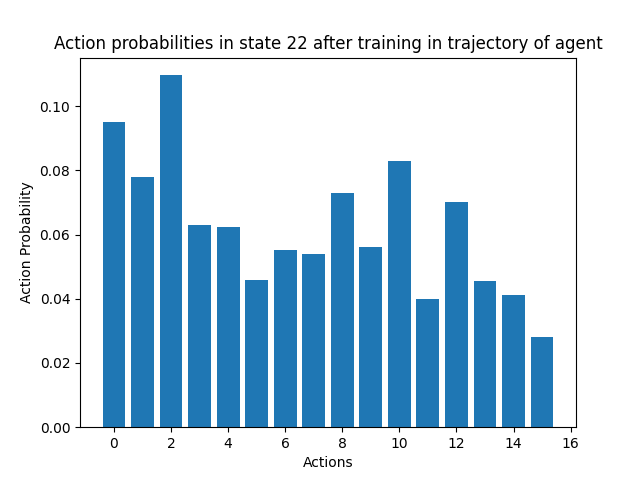 Action probabilities in state 22 after training in trajectory of agent
0.10
0.08
0.06
0.04
0.02
0.00
Action Probability
0 2 4 6 8 10 12 14 16
Actions